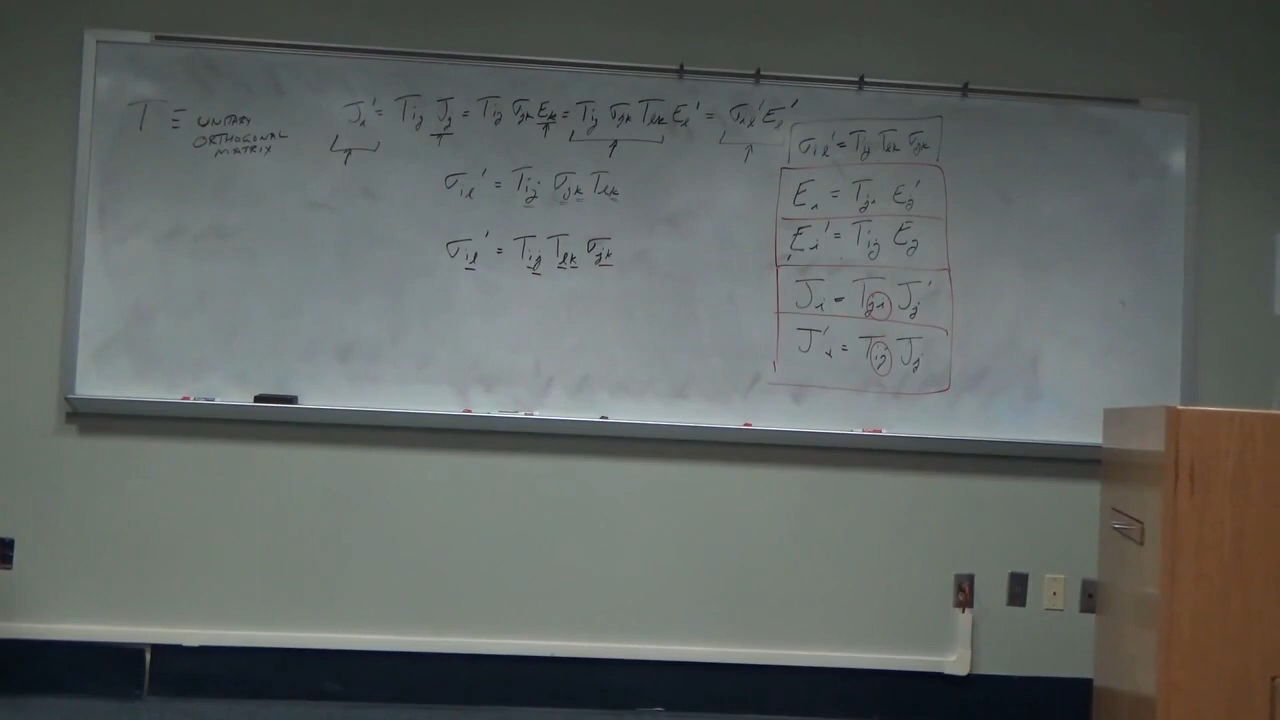 T ≡ UNITARY
ORTHOGONAL
MATRIX
J_i' = T_ij J_j = T_ij σ_jk E_k = T_ij σ_jk T_lk E_l' = σ_il' E_l'
σ_il' = T_ij σ_jk T_lk
σ_il' = T_ij T_lk σ_jk
σ_il' = T_ij T_lk σ_jk
E_i = T_ji E_j'
E_i' = T_ij E_j
J_i = T_ji J_j'
J_i' = T_ij J_j